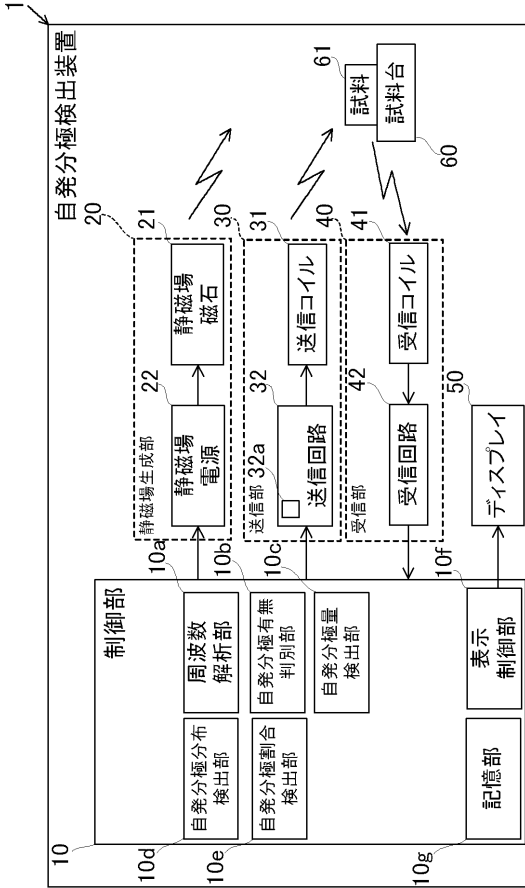 自発分極検出装置
1
10
制御部
10d
自発分極分布
検出部
10a
周波数
解析部
10e
自発分極割合
検出部
10b
自発分極有無
判別部
10c
自発分極量
検出部
10g
記憶部
10f
表示
制御部
20
静磁場生成部
22
静磁場
電源
21
静磁場
磁石
30
送信部
32a
32
送信回路
31
送信コイル
40
受信部
42
受信回路
41
受信コイル
50
ディスプレイ
61
試料
試料台
60